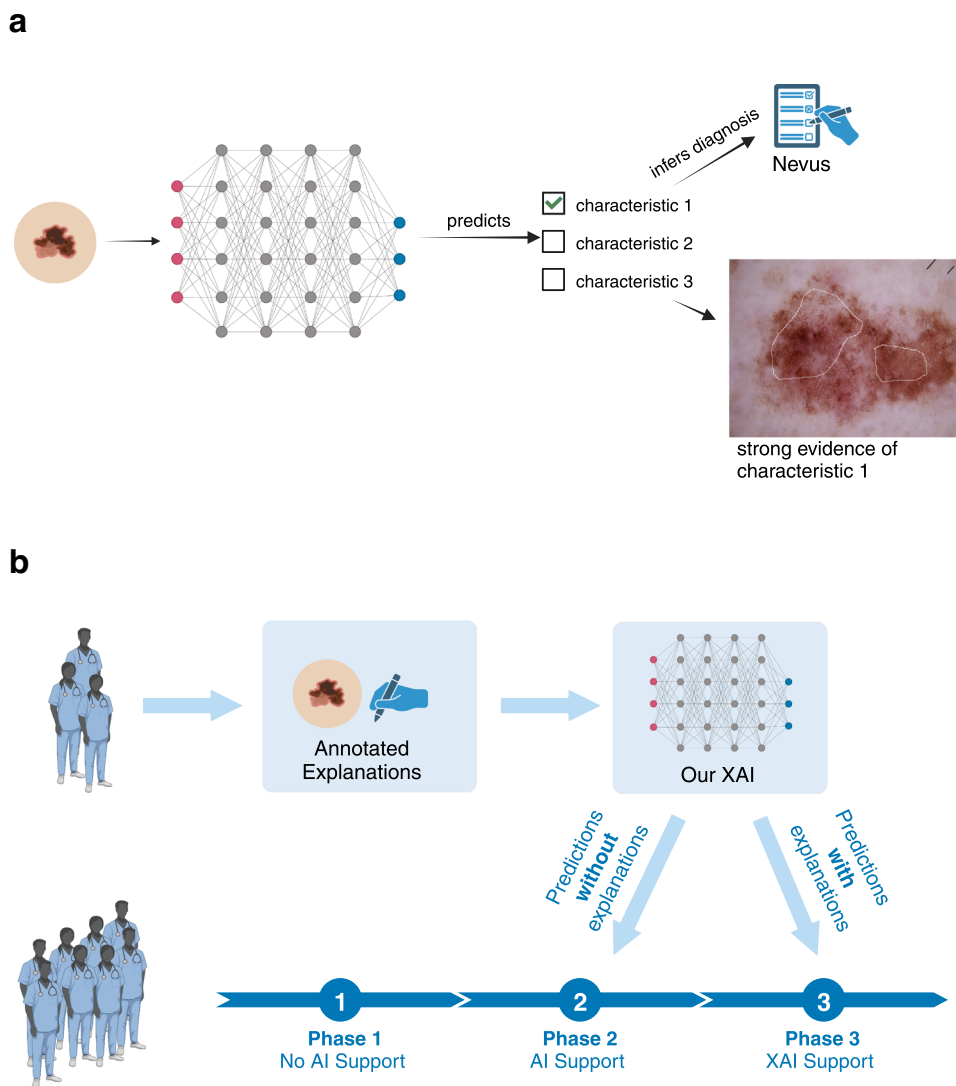 a
infers diagnosis
Nevus
predicts
characteristic 1
characteristic 2
characteristic 3
strong evidence of
characteristic 1
b
Annotated
Explanations
Our XAI
Predictions
without
explanations
Predictions
with
explanations
1
2
3
Phase 1
No AI Support
Phase 2
AI Support
Phase 3
XAI Support